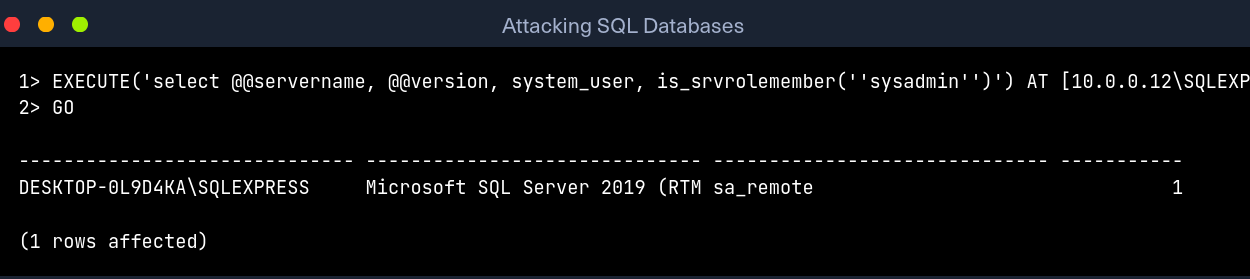 Attacking SQL Databases
1> EXECUTE('select @@servername, @@version, system_user, is_srvrolemember(''sysadmin'')') AT [10.0.0.12\SQLEXP
2> GO
------------------------------ ------------------------------ ------------------------------ -----------
DESKTOP-0L9D4KA\SQLEXPRESS     Microsoft SQL Server 2019 (RTM sa_remote                                1
(1 rows affected)